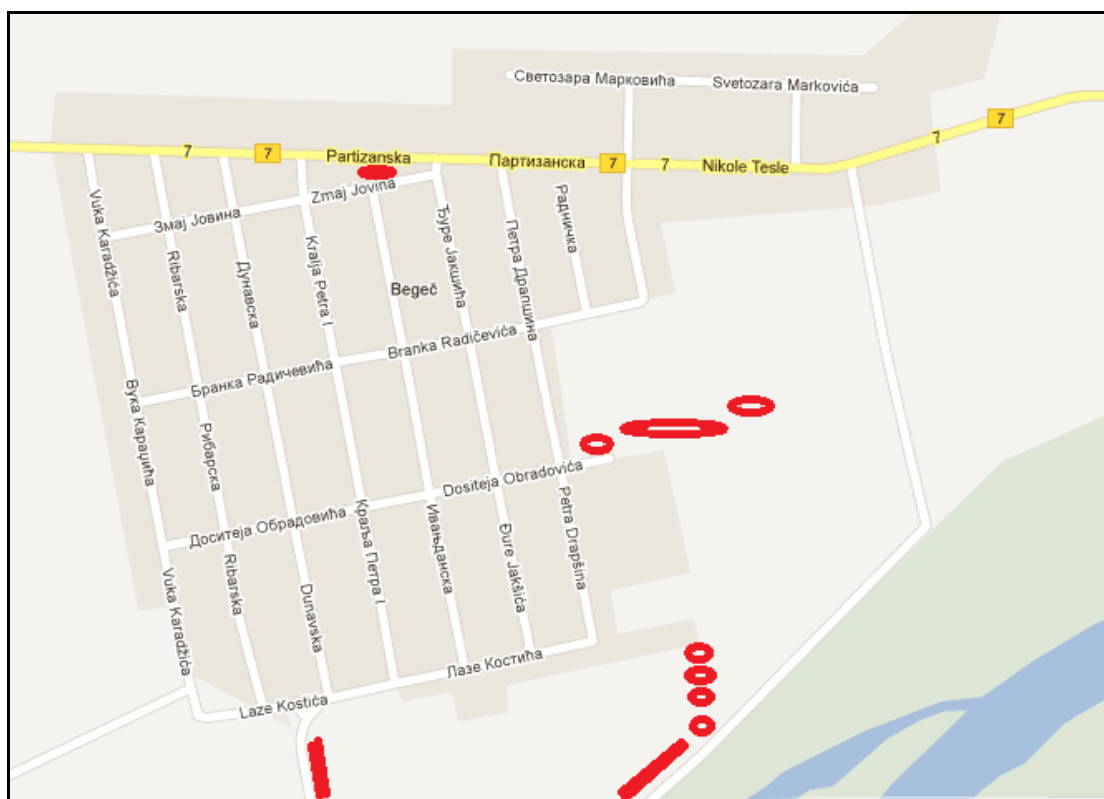 Светозара Марковића
Svetozara Markovića
7
7
7
Partizanska
Партизанска
7
7
Nikole Tesle
7
Змај Јовина
Zmaj Jovina
Vuka Karadžića
Ribarska
Дунавска
Kralja Petra I
Begeč
Ђуре Јакшића
Петра Драпшина
Радничка
Бранка Радичевића
Branka Radičevića
Вука Караџића
Рибарска
Доситеја Обрадовића
Dositeja Obradovića
Vuka Karadžića
Ribarska
Dunavska
Краља Петра I
Ивањданска
Đure Jakšića
Petra Drapšina
Laze Kostića
Лазе Костића